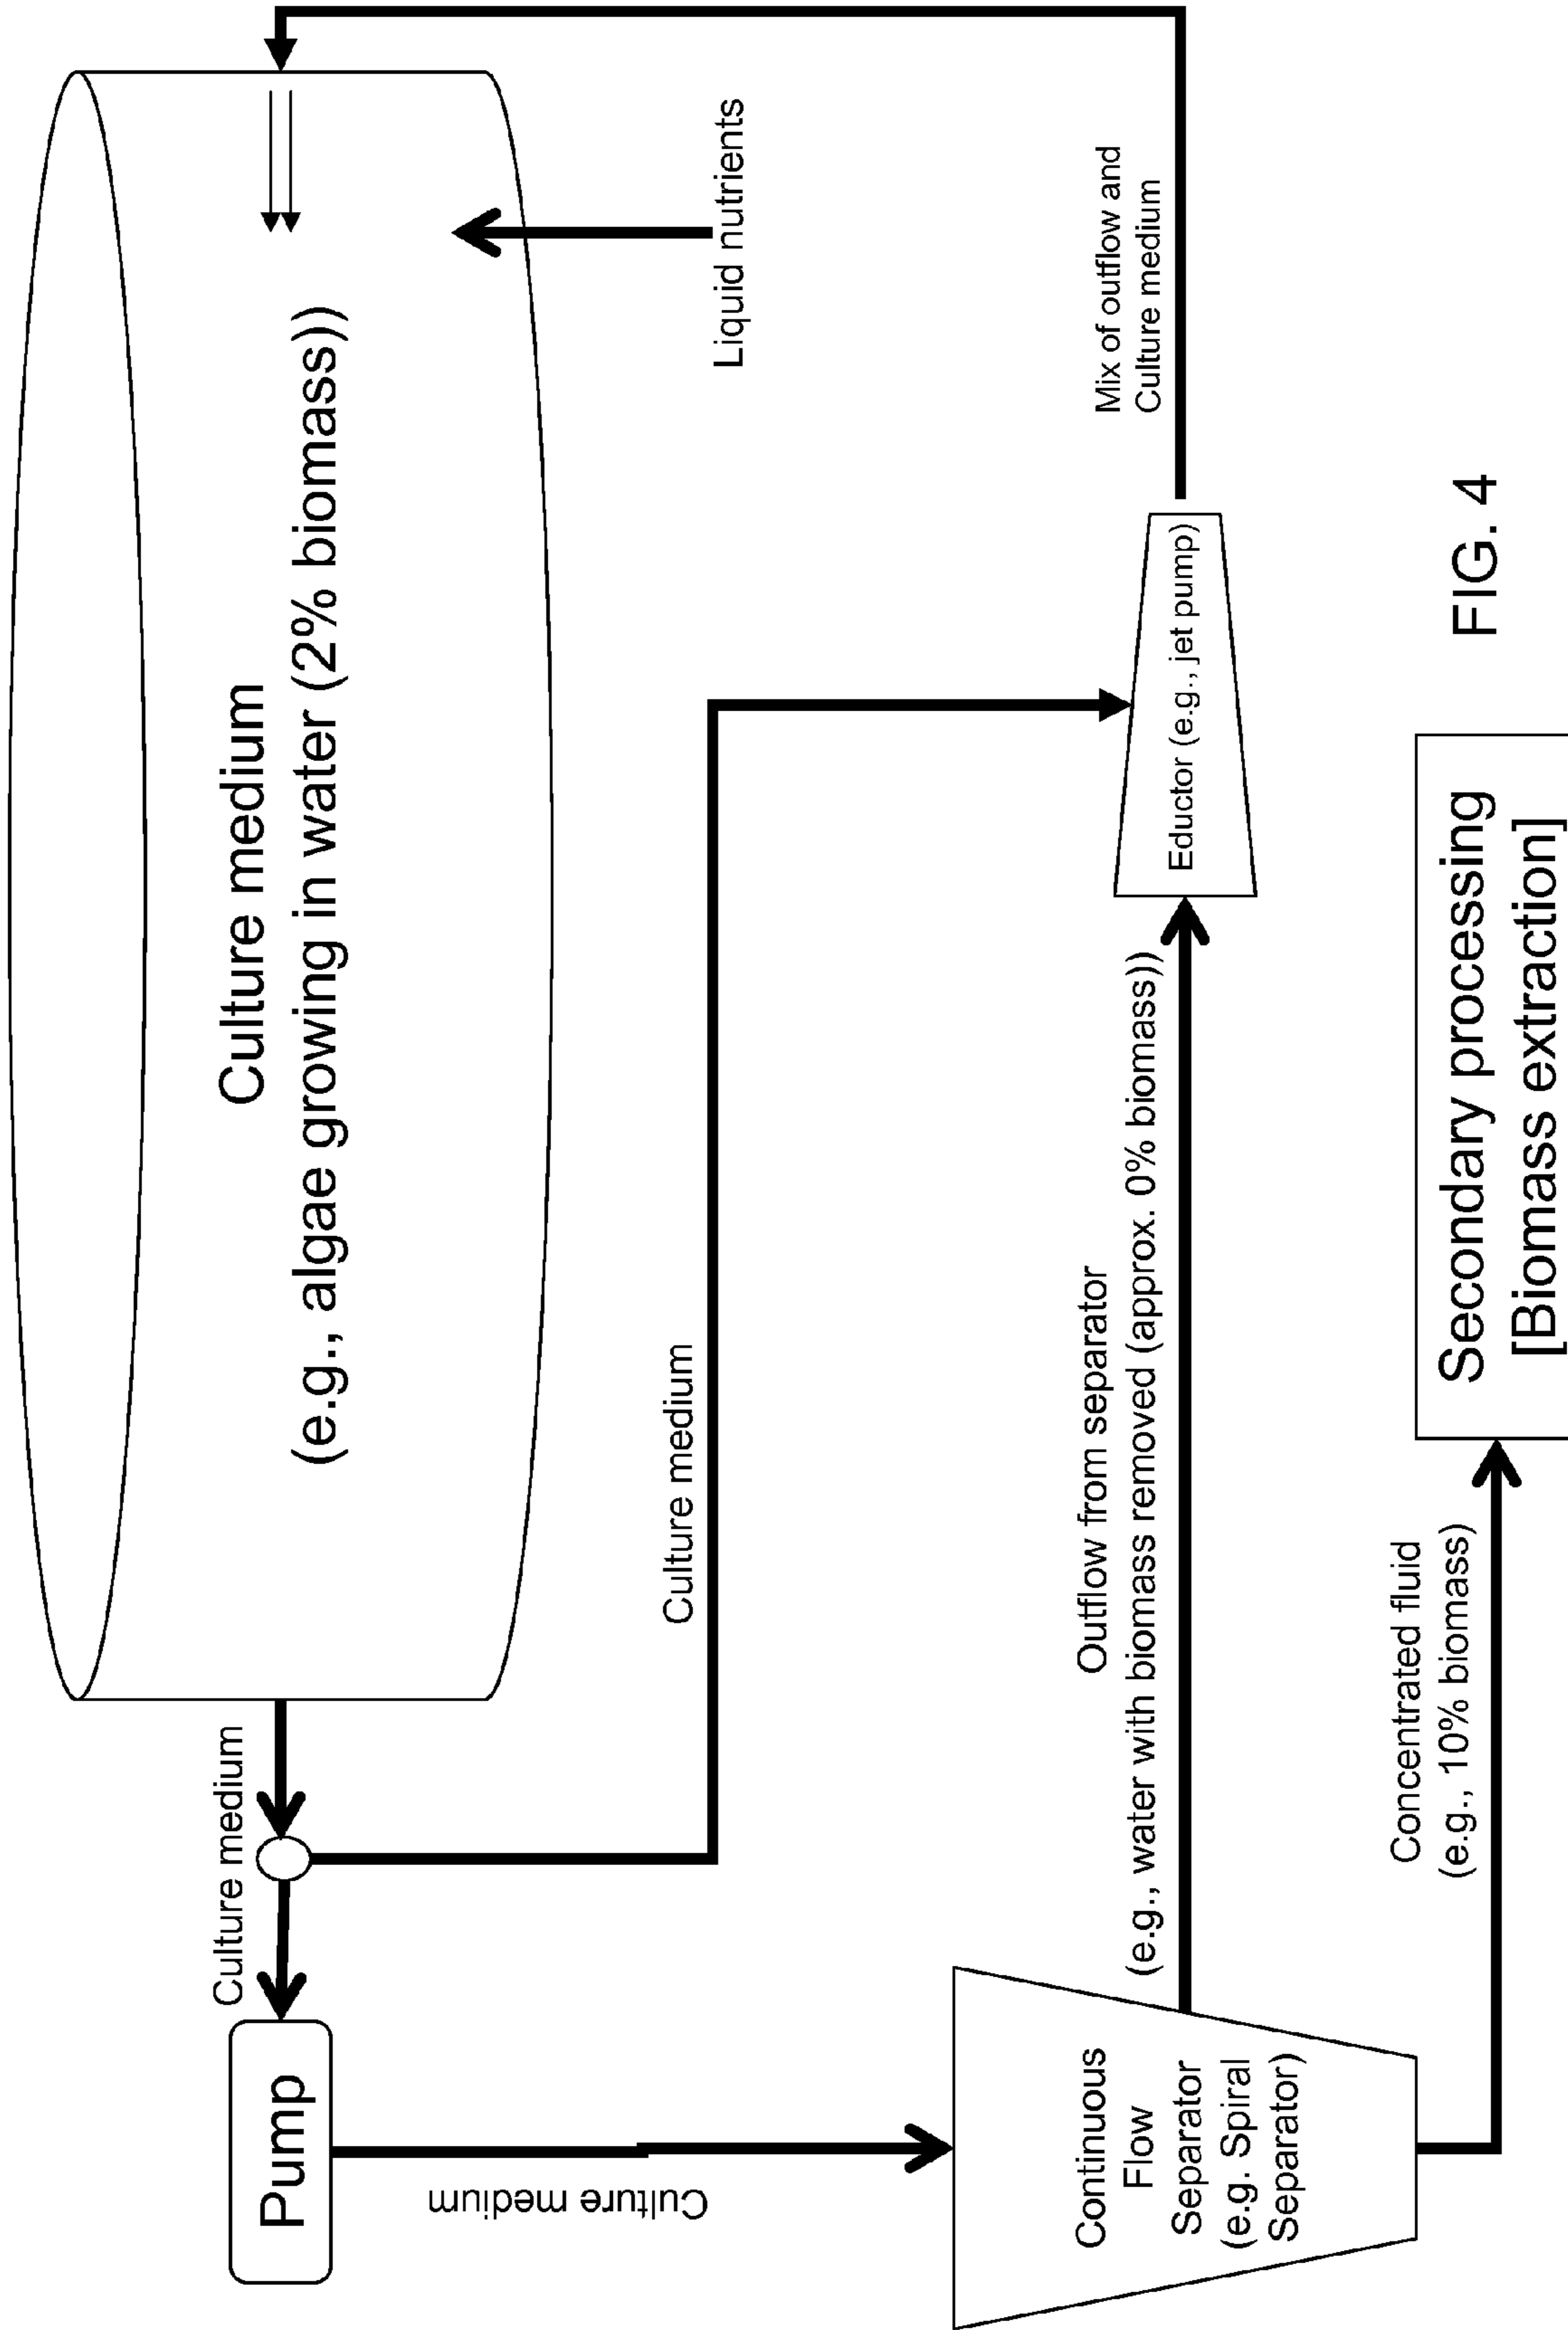 Culture medium
(e.g., algae growing in water (2% biomass))
Liquid nutrients
Culture medium
Pump
Culture medium
Culture medium
Continuous
Flow
Separator
(e.g. Spiral
Separator)
Outflow from separator
(e.g., water with biomass removed (approx. 0% biomass))
Eductor (e.g., jet pump)
Mix of outflow and
Culture medium
Concentrated fluid
(e.g., 10% biomass)
Secondary processing
[Biomass extraction]
FIG. 4